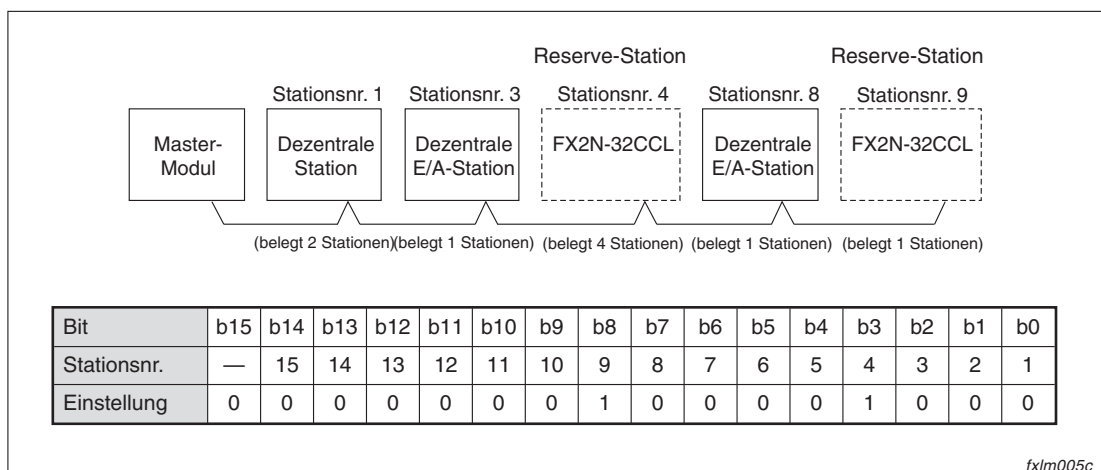 Reserve-Station Reserve-Station
Stationsnr. 1 Stationsnr. 3 Stationsnr. 4 Stationsnr. 8 Stationsnr. 9
Master-Modul
Dezentrale Station
Dezentrale E/A-Station
FX2N-32CCL
Dezentrale E/A-Station
FX2N-32CCL
(belegt 2 Stationen)(belegt 1 Stationen) (belegt 4 Stationen) (belegt 1 Stationen) (belegt 1 Stationen)
Bit b15 b14 b13 b12 b11 b10 b9 b8 b7 b6 b5 b4 b3 b2 b1 b0
Stationsnr. — 15 14 13 12 11 10 9 8 7 6 5 4 3 2 1
Einstellung 0 0 0 0 0 0 0 1 0 0 0 0 1 0 0 0
fxlm005c